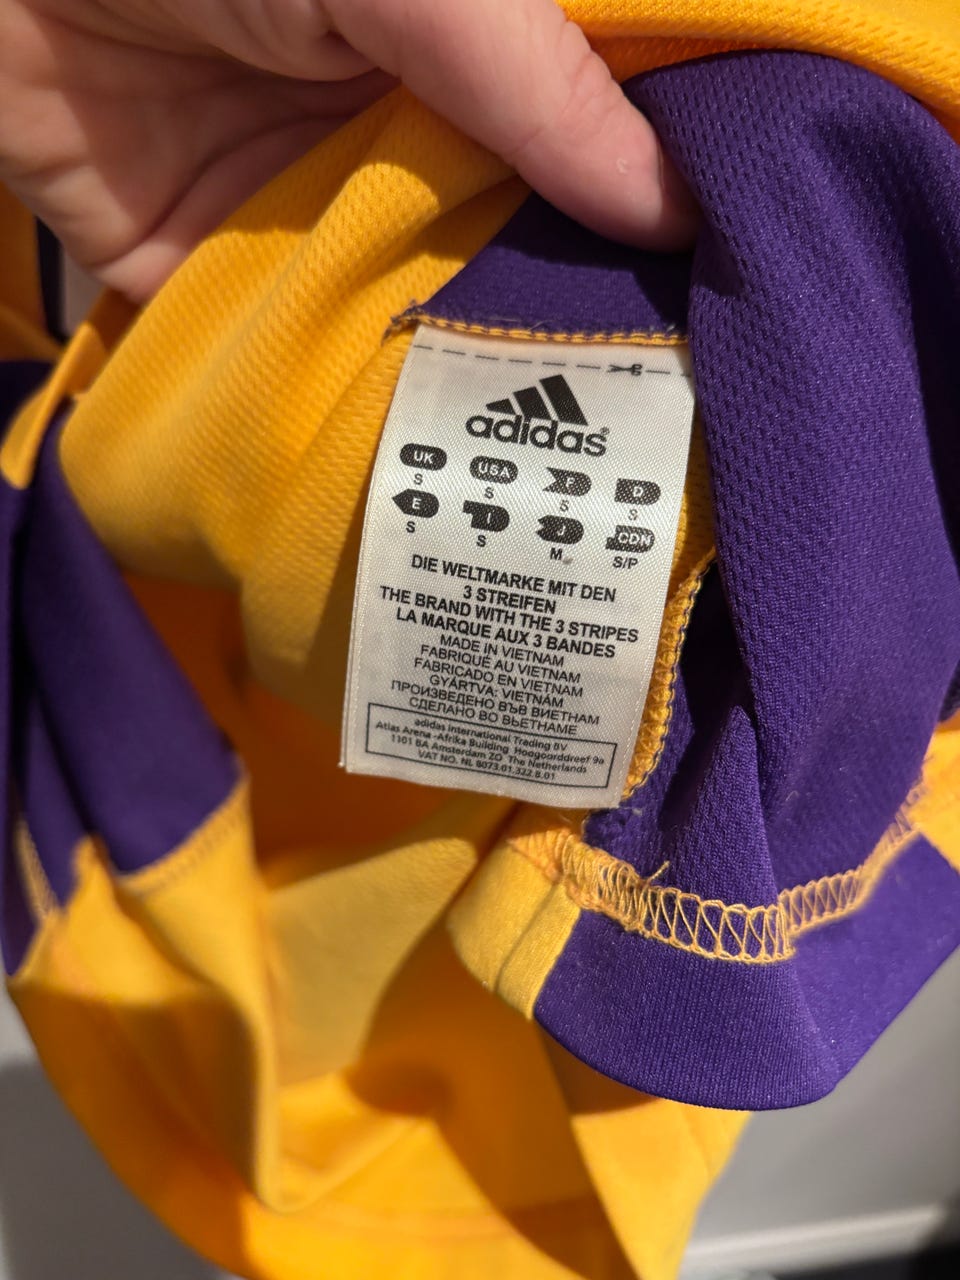 adidas®
UK USA F D
S S S S
E I J CDN
S S M S/P
DIE WELTMARKE MIT DEN
3 STREIFEN
THE BRAND WITH THE 3 STRIPES
LA MARQUE AUX 3 BANDES
MADE IN VIETNAM
FABRIQUÉ AU VIETNAM
FABRICADO EN VIETNAM
GYÁRTVA: VIETNÁM
ПРОИЗВЕДЕНО ВЪВ ВИЕТНАМ
СДЕЛАНО ВО ВЬЕТНАМЕ
adidas International Trading BV
Atlas Arena -Afrika Building Hoogoorddreef 9a
1101 BA Amsterdam ZO The Netherlands
VAT NO. NL 8073.01.322.B.01